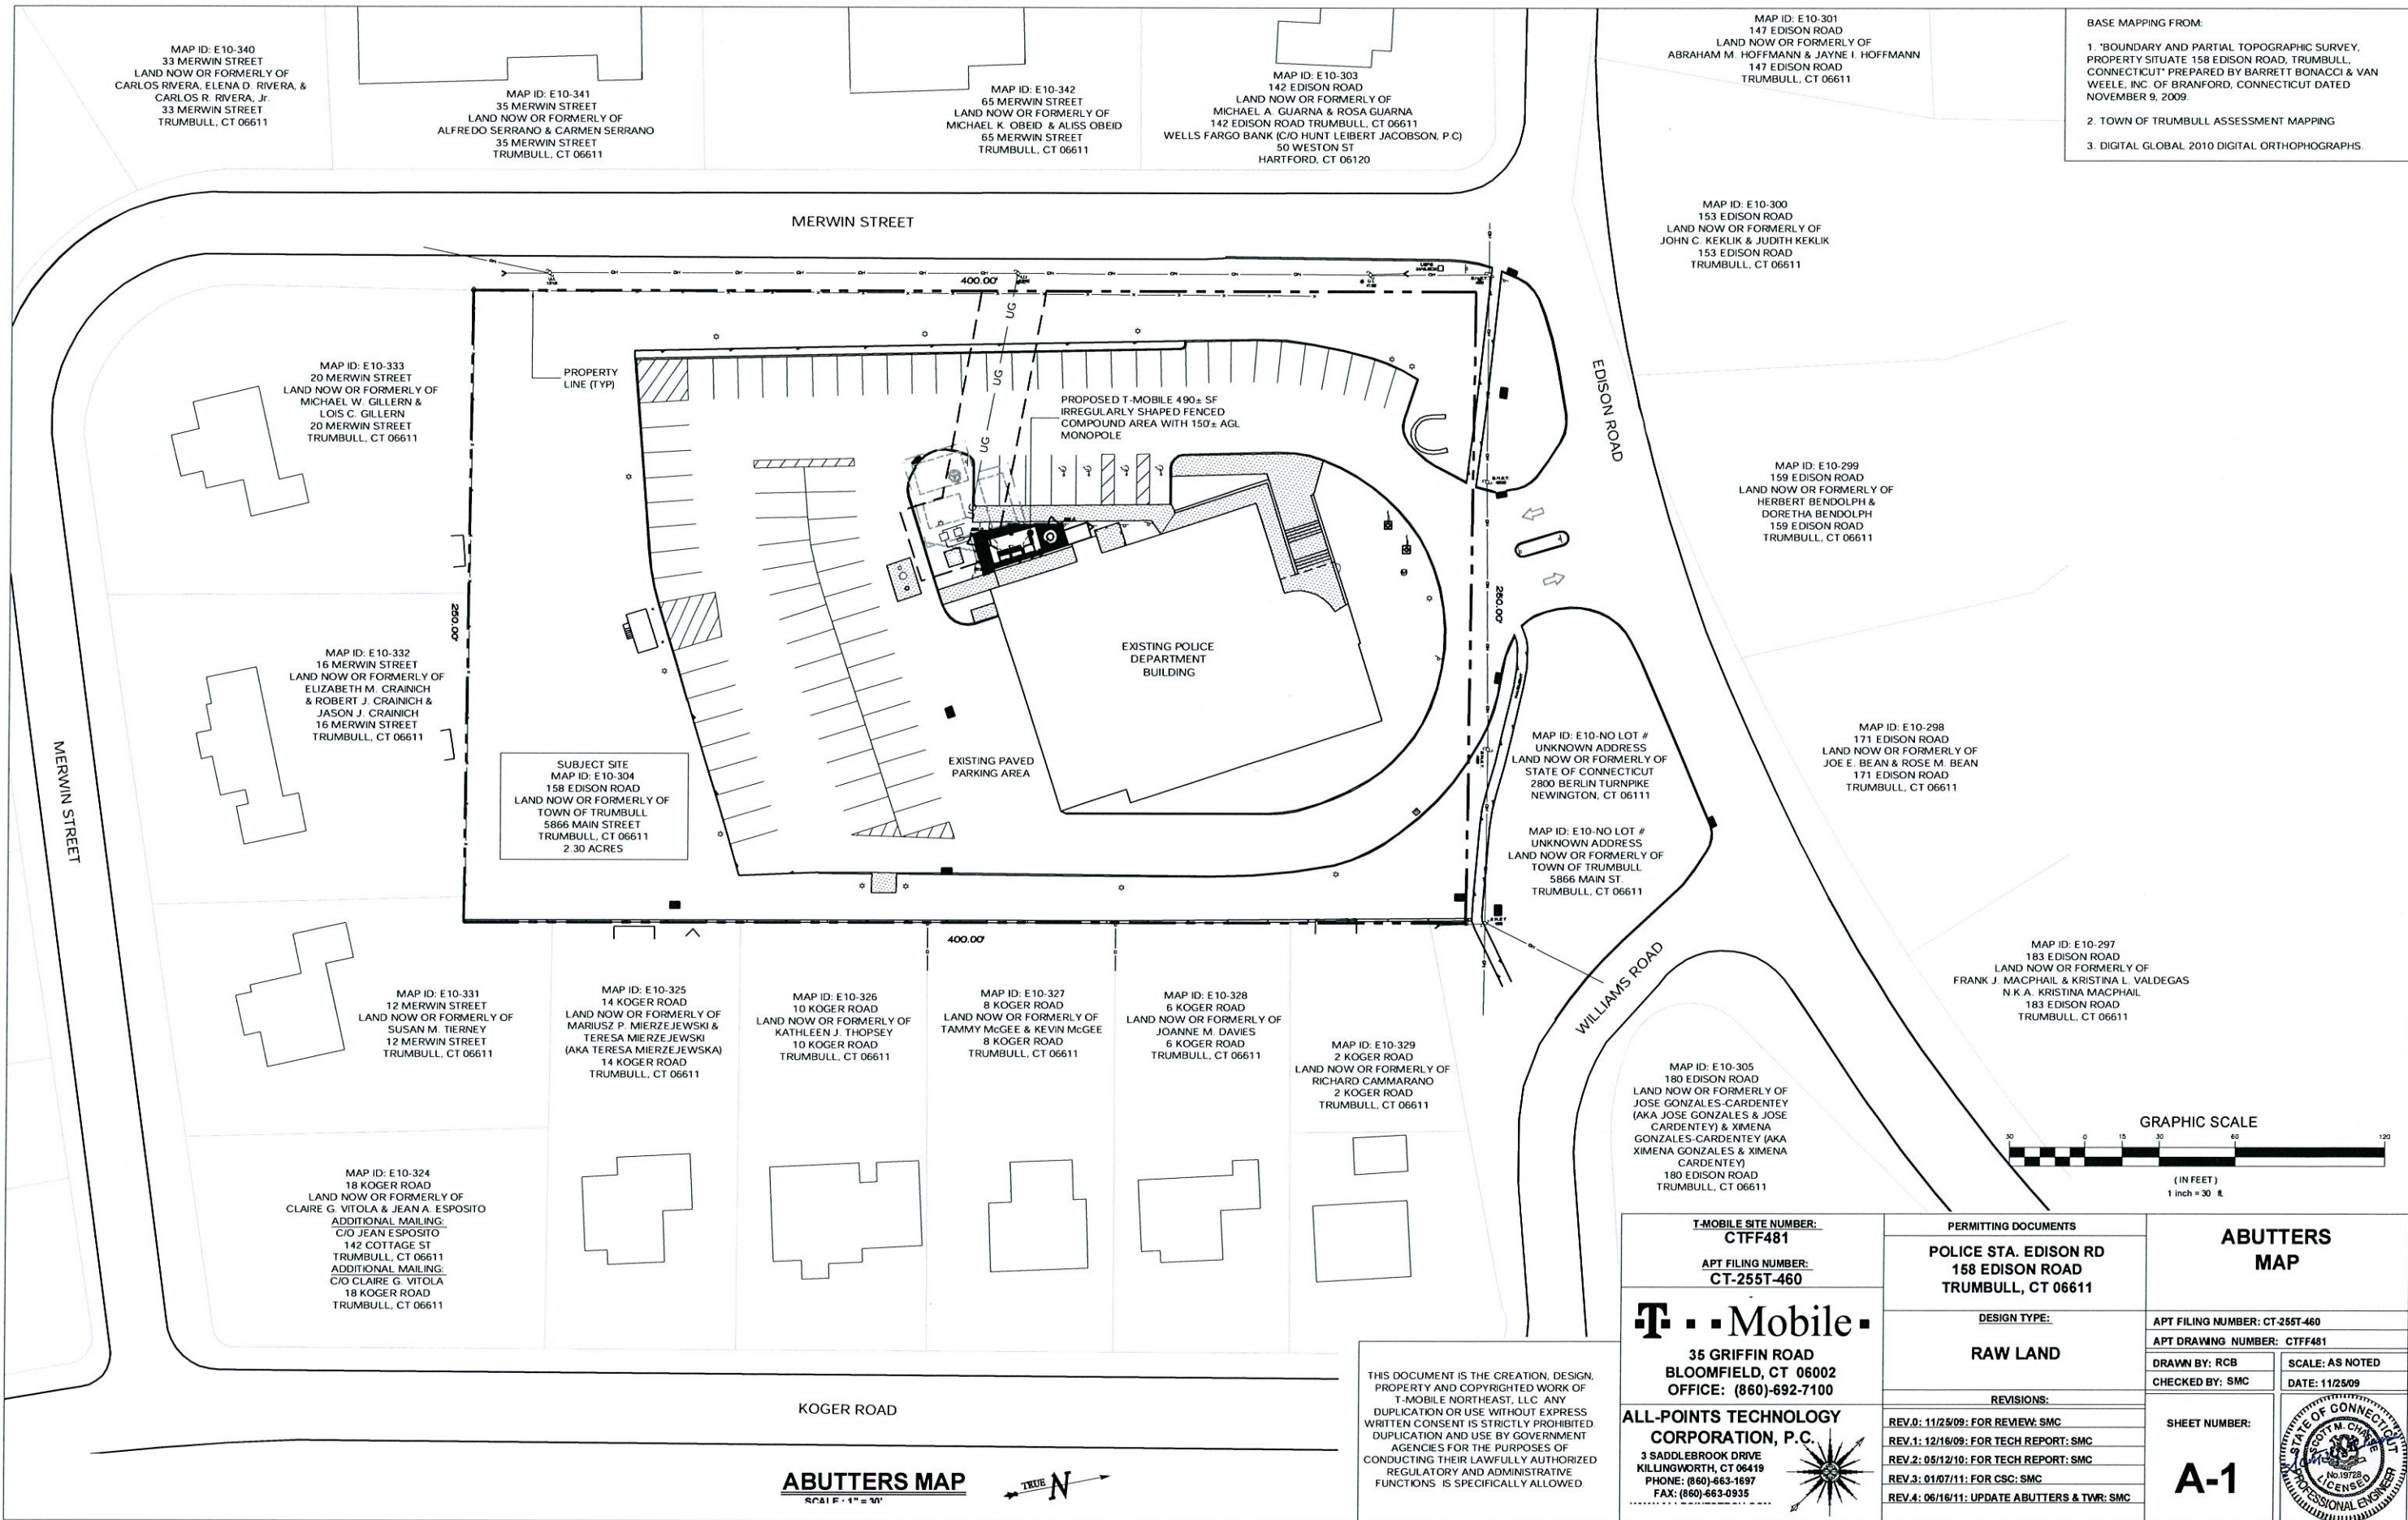 MAP ID: E10-340
33 MERWIN STREET
LAND NOW OR FORMERLY OF
CARLOS RIVERA, ELENA D. RIVERA, &
CARLOS R. RIVERA, Jr.
33 MERWIN STREET
TRUMBULL, CT 06611
MAP ID: E10-341
35 MERWIN STREET
LAND NOW OR FORMERLY OF
ALFREDO SERRANO & CARMEN SERRANO
35 MERWIN STREET
TRUMBULL, CT 06611
MAP ID: E10-342
65 MERWIN STREET
LAND NOW OR FORMERLY OF
MICHAEL K. OBEID & ALISS OBEID
65 MERWIN STREET
TRUMBULL, CT 06611
MAP ID: E10-303
142 EDISON ROAD
LAND NOW OR FORMERLY OF
MICHAEL A. GUARNA & ROSA GUARNA
142 EDISON ROAD TRUMBULL, CT 06611
WELLS FARGO BANK (C/O HUNT LEIBERT JACOBSON, P.C)
50 WESTON ST
HARTFORD, CT 06120
MAP ID: E10-301
147 EDISON ROAD
LAND NOW OR FORMERLY OF
ABRAHAM M. HOFFMANN & JAYNE I. HOFFMANN
147 EDISON ROAD
TRUMBULL, CT 06611
BASE MAPPING FROM:
1. "BOUNDARY AND PARTIAL TOPOGRAPHIC SURVEY,
PROPERTY SITUATE 158 EDISON ROAD, TRUMBULL,
CONNECTICUT" PREPARED BY BARRETT BONACCI & VAN
WEELE, INC. OF BRANFORD, CONNECTICUT DATED
NOVEMBER 9, 2009.
2. TOWN OF TRUMBULL ASSESSMENT MAPPING
3. DIGITAL GLOBAL 2010 DIGITAL ORTHOPHOGRAPHS.
MERWIN STREET
MAP ID: E10-300
153 EDISON ROAD
LAND NOW OR FORMERLY OF
JOHN C. KEKLIK & JUDITH KEKLIK
153 EDISON ROAD
TRUMBULL, CT 06611
400.00'
UG
UG
UG
UG
PROPERTY
LINE (TYP)
PROPOSED T-MOBILE 490± SF
IRREGULARLY SHAPED FENCED
COMPOUND AREA WITH 150'± AGL
MONOPOLE
EDISON ROAD
MAP ID: E10-333
20 MERWIN STREET
LAND NOW OR FORMERLY OF
MICHAEL W. GILLERN &
LOIS C. GILLERN
20 MERWIN STREET
TRUMBULL, CT 06611
MAP ID: E10-299
159 EDISON ROAD
LAND NOW OR FORMERLY OF
HERBERT BENDOLPH &
DORETHA BENDOLPH
159 EDISON ROAD
TRUMBULL, CT 06611
250.00'
250.00'
EXISTING POLICE
DEPARTMENT
BUILDING
MAP ID: E10-332
16 MERWIN STREET
LAND NOW OR FORMERLY OF
ELIZABETH M. CRAINICH
& ROBERT J. CRAINICH &
JASON J. CRAINICH
16 MERWIN STREET
TRUMBULL, CT 06611
MERWIN STREET
SUBJECT SITE
MAP ID: E10-304
158 EDISON ROAD
LAND NOW OR FORMERLY OF
TOWN OF TRUMBULL
5866 MAIN STREET
TRUMBULL, CT 06611
2.30 ACRES
EXISTING PAVED
PARKING AREA
MAP ID: E10-NO LOT #
UNKNOWN ADDRESS
LAND NOW OR FORMERLY OF
STATE OF CONNECTICUT
2800 BERLIN TURNPIKE
NEWINGTON, CT 06111
MAP ID: E10-NO LOT #
UNKNOWN ADDRESS
LAND NOW OR FORMERLY OF
TOWN OF TRUMBULL
5866 MAIN ST.
TRUMBULL, CT 06611
MAP ID: E10-298
171 EDISON ROAD
LAND NOW OR FORMERLY OF
JOE E. BEAN & ROSE M. BEAN
171 EDISON ROAD
TRUMBULL, CT 06611
400.00'
WILLIAMS ROAD
MAP ID: E10-297
183 EDISON ROAD
LAND NOW OR FORMERLY OF
FRANK J. MACPHAIL & KRISTINA L. VALDEGAS
N.K.A. KRISTINA MACPHAIL
183 EDISON ROAD
TRUMBULL, CT 06611
MAP ID: E10-331
12 MERWIN STREET
LAND NOW OR FORMERLY OF
SUSAN M. TIERNEY
12 MERWIN STREET
TRUMBULL, CT 06611
MAP ID: E10-325
14 KOGER ROAD
LAND NOW OR FORMERLY OF
MARIUSZ P. MIERZEJEWSKI &
TERESA MIERZEJEWSKI
(AKA TERESA MIERZEJEWSKA)
14 KOGER ROAD
TRUMBULL, CT 06611
MAP ID: E10-326
10 KOGER ROAD
LAND NOW OR FORMERLY OF
KATHLEEN J. THOPSEY
10 KOGER ROAD
TRUMBULL, CT 06611
MAP ID: E10-327
8 KOGER ROAD
LAND NOW OR FORMERLY OF
TAMMY McGEE & KEVIN McGEE
8 KOGER ROAD
TRUMBULL, CT 06611
MAP ID: E10-328
6 KOGER ROAD
LAND NOW OR FORMERLY OF
JOANNE M. DAVIES
6 KOGER ROAD
TRUMBULL, CT 06611
MAP ID: E10-329
2 KOGER ROAD
LAND NOW OR FORMERLY OF
RICHARD CAMMARANO
2 KOGER ROAD
TRUMBULL, CT 06611
MAP ID: E10-305
180 EDISON ROAD
LAND NOW OR FORMERLY OF
JOSE GONZALES-CARDENTEY
(AKA JOSE GONZALES & JOSE
CARDENTEY) & XIMENA
GONZALES-CARDENTEY (AKA
XIMENA GONZALES & XIMENA
CARDENTEY)
180 EDISON ROAD
TRUMBULL, CT 06611
GRAPHIC SCALE
30 0 15 30 60 120
( IN FEET )
1 inch = 30 ft.
MAP ID: E10-324
18 KOGER ROAD
LAND NOW OR FORMERLY OF
CLAIRE G. VITOLA & JEAN A. ESPOSITO
ADDITIONAL MAILING:
C/O JEAN ESPOSITO
142 COTTAGE ST
TRUMBULL, CT 06611
ADDITIONAL MAILING:
C/O CLAIRE G. VITOLA
18 KOGER ROAD
TRUMBULL, CT 06611
KOGER ROAD
ABUTTERS MAP
SCALE : 1" = 30'
TRUE N
THIS DOCUMENT IS THE CREATION, DESIGN,
PROPERTY AND COPYRIGHTED WORK OF
T-MOBILE NORTHEAST, LLC ANY
DUPLICATION OR USE WITHOUT EXPRESS
WRITTEN CONSENT IS STRICTLY PROHIBITED.
DUPLICATION AND USE BY GOVERNMENT
AGENCIES FOR THE PURPOSES OF
CONDUCTING THEIR LAWFULLY AUTHORIZED
REGULATORY AND ADMINISTRATIVE
FUNCTIONS IS SPECIFICALLY ALLOWED.
T-MOBILE SITE NUMBER:
CTFF481
APT FILING NUMBER:
CT-255T-460
T Mobile
35 GRIFFIN ROAD
BLOOMFIELD, CT 06002
OFFICE: (860)-692-7100
ALL-POINTS TECHNOLOGY
CORPORATION, P.C.
3 SADDLEBROOK DRIVE
KILLINGWORTH, CT 06419
PHONE: (860)-663-1697
FAX: (860)-663-0935
PERMITTING DOCUMENTS
POLICE STA. EDISON RD
158 EDISON ROAD
TRUMBULL, CT 06611
DESIGN TYPE:
RAW LAND
REVISIONS:
REV.0: 11/25/09: FOR REVIEW: SMC
REV.1: 12/16/09: FOR TECH REPORT: SMC
REV.2: 05/12/10: FOR TECH REPORT: SMC
REV.3: 01/07/11: FOR CSC: SMC
REV.4: 06/16/11: UPDATE ABUTTERS & TWR: SMC
ABUTTERS
MAP
APT FILING NUMBER: CT-255T-460
APT DRAWING NUMBER: CTFF481
DRAWN BY: RCB
SCALE: AS NOTED
CHECKED BY: SMC
DATE: 11/25/09
SHEET NUMBER:
A-1
STATE OF CONNECTICUT
SCOTT M. CHASSE
No.19728
LICENSED
PROFESSIONAL ENGINEER